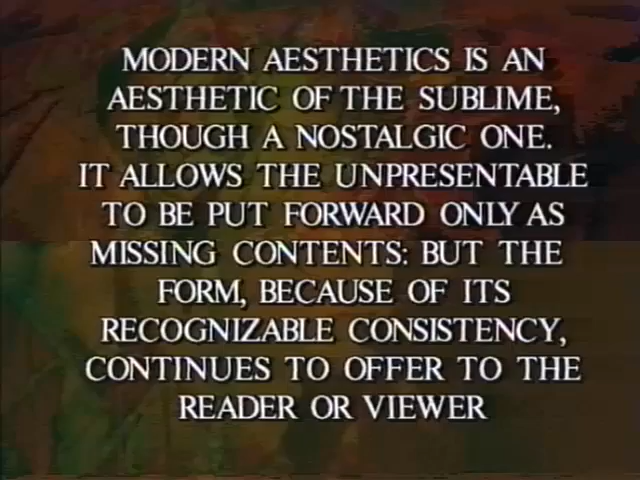 MODERN AESTHETICS IS AN
AESTHETIC OF THE SUBLIME,
THOUGH A NOSTALGIC ONE.
IT ALLOWS THE UNPRESENTABLE
TO BE PUT FORWARD ONLY AS
MISSING CONTENTS: BUT THE
FORM, BECAUSE OF ITS
RECOGNIZABLE CONSISTENCY,
CONTINUES TO OFFER TO THE
READER OR VIEWER